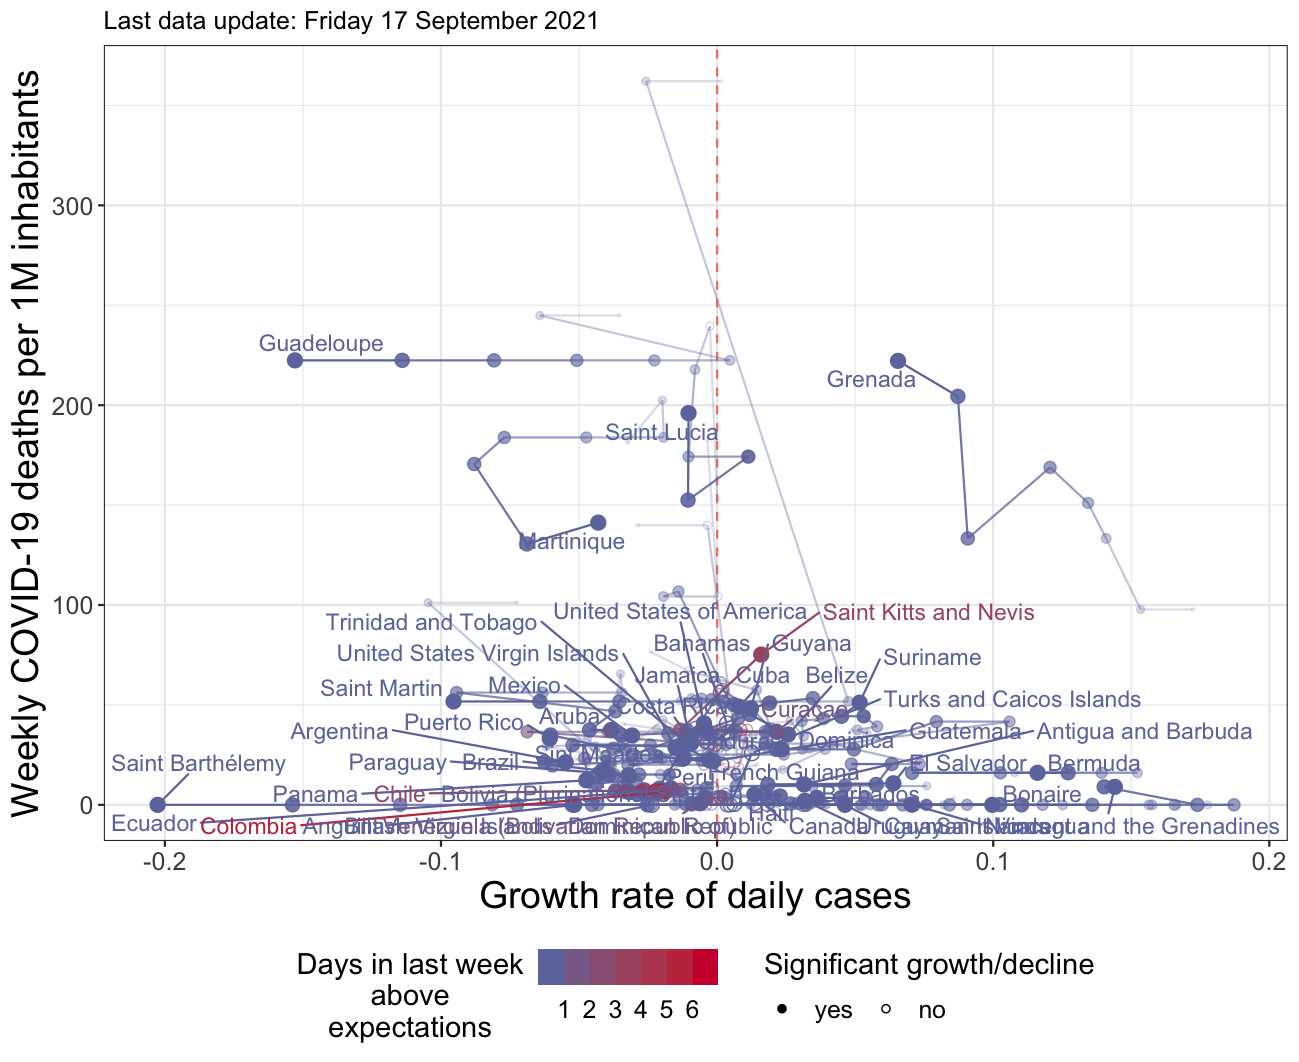 Last data update: Friday 17 September 2021
Weekly COVID-19 deaths per 1M inhabitants
300
200
100
0
Guadeloupe
Grenada
Saint Lucia
Martinique
United States of America
Saint Kitts and Nevis
Trinidad and Tobago
Bahamas
Guyana
United States Virgin Islands
Suriname
Saint Martin
Mexico
Jamaica
Cuba
Belize
Turks and Caicos Islands
Costa Rica
Curaçao
Puerto Rico
Aruba
Argentina
Dominica
Guatemala
Antigua and Barbuda
Saint Barthélemy
Paraguay
Brazil
Peru
French Guiana
El Salvador
Bermuda
Panama
Chile
Bolivia (Plurinational
Barbados
Bonaire
Haiti
Ecuador
Colombia
Dominican Republic
Canada
Uruguay
Saint Vincent and the Grenadines
-0.2
-0.1
0.0
0.1
0.2
Growth rate of daily cases
Days in last week
above
expectations
1 2 3 4 5 6
Significant growth/decline
yes
no